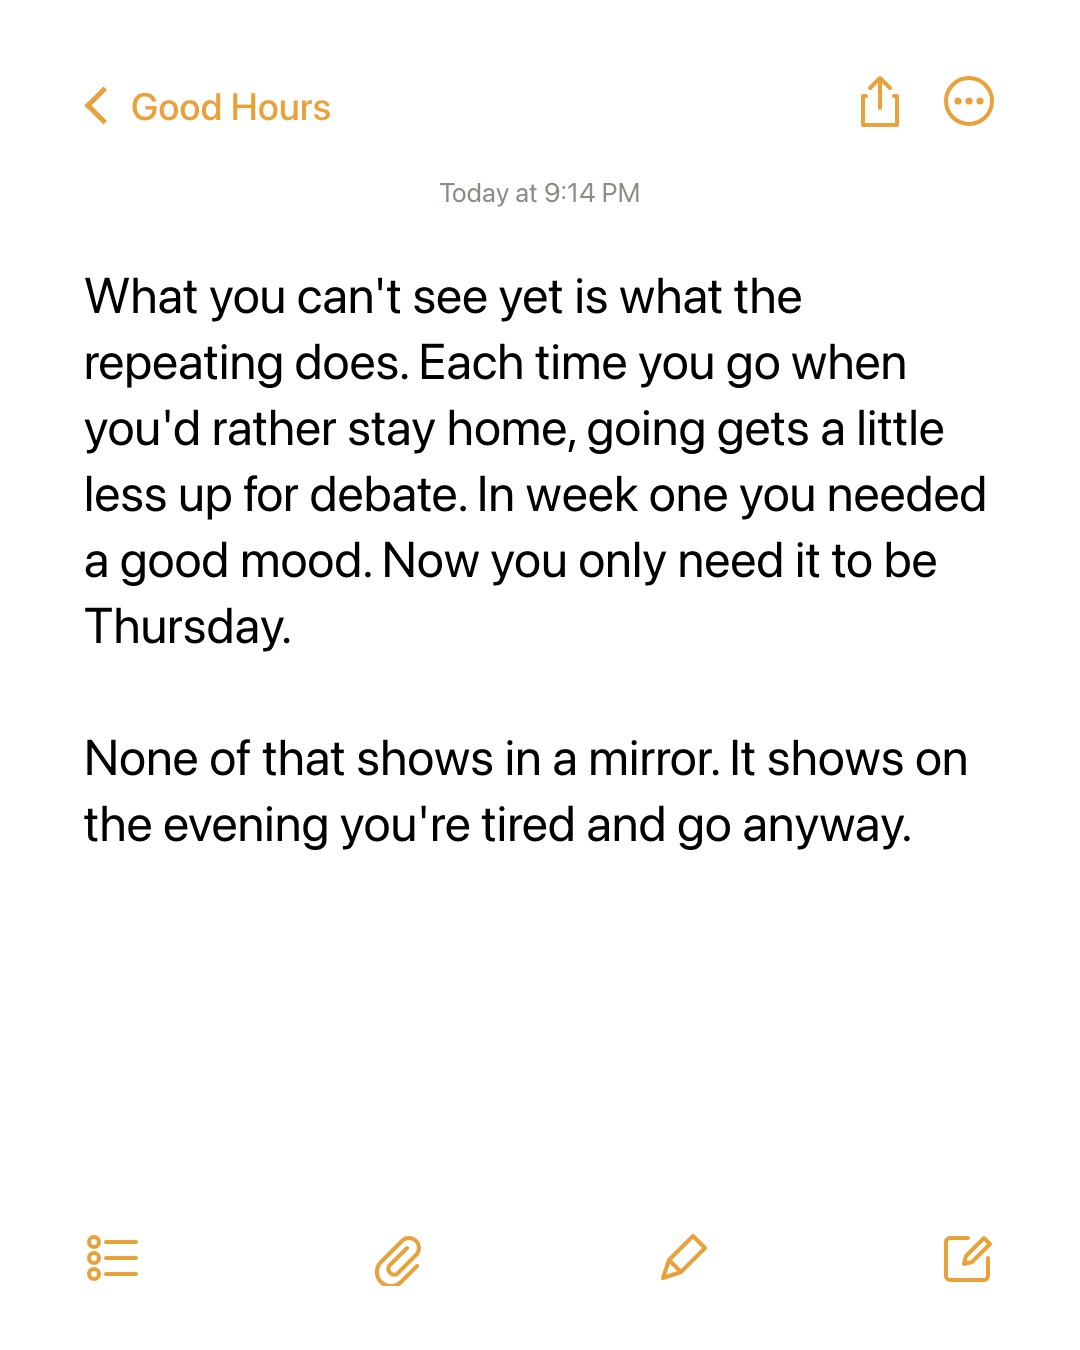 Good Hours
Today at 9:14 PM
What you can't see yet is what the
repeating does. Each time you go when
you'd rather stay home, going gets a little
less up for debate. In week one you needed
a good mood. Now you only need it to be
Thursday.
None of that shows in a mirror. It shows on
the evening you're tired and go anyway.